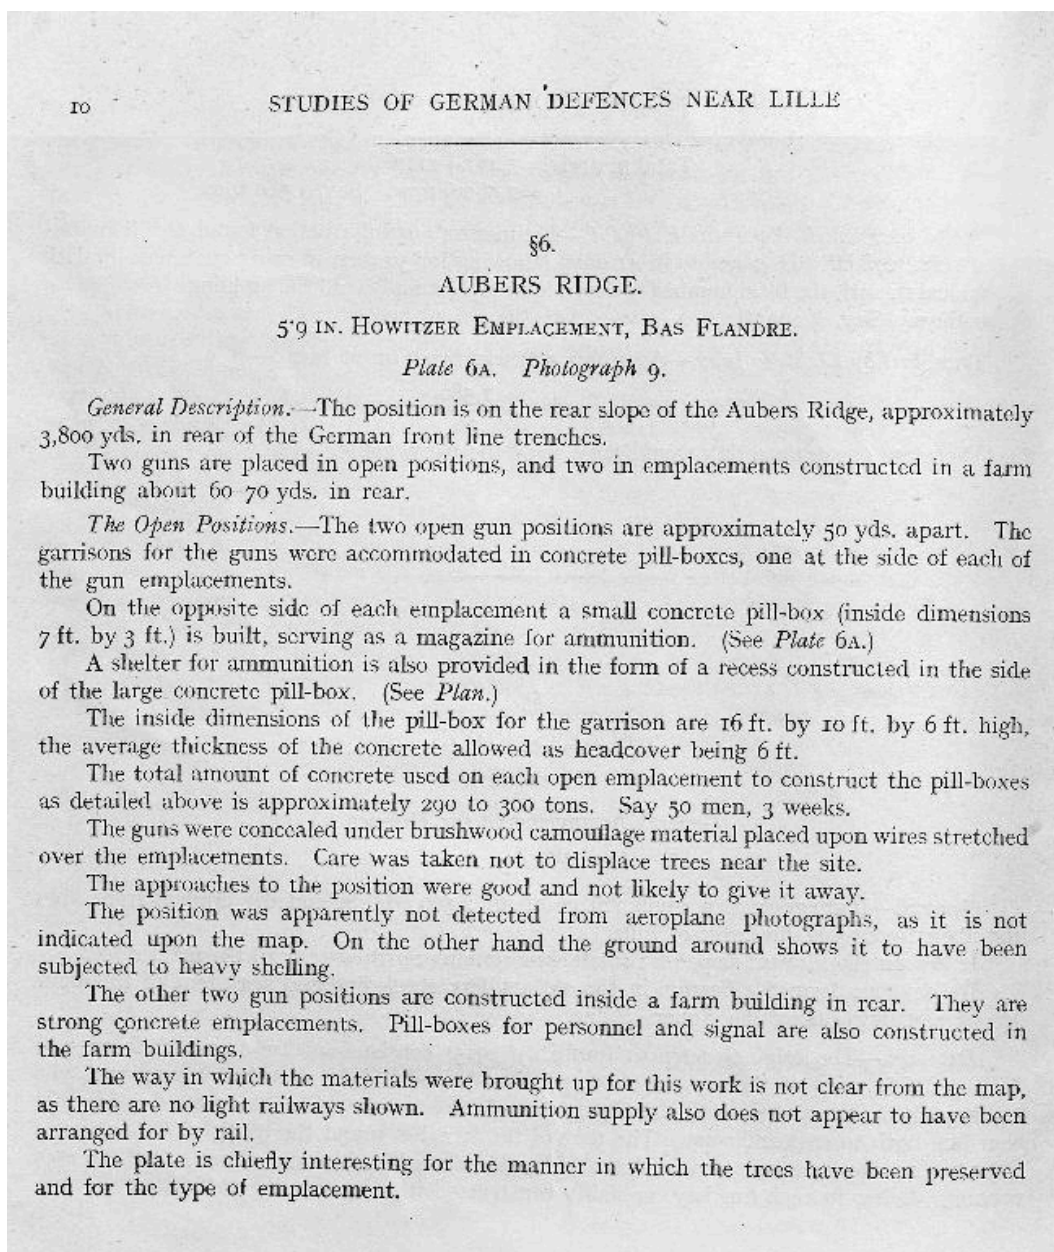 10 STUDIES OF GERMAN DEFENCES NEAR LILLE
§6.
AUBERS RIDGE.
5·9 IN. HOWITZER EMPLACEMENT, BAS FLANDRE.
Plate 6A. Photograph 9.
General Description.—The position is on the rear slope of the Aubers Ridge, approximately
3,800 yds. in rear of the German front line trenches.
Two guns are placed in open positions, and two in emplacements constructed in a farm
building about 60 70 yds. in rear.
The Open Positions.—The two open gun positions are approximately 50 yds. apart. The
garrisons for the guns were accommodated in concrete pill-boxes, one at the side of each of
the gun emplacements.
On the opposite side of each emplacement a small concrete pill-box (inside dimensions
7 ft. by 3 ft.) is built, serving as a magazine for ammunition. (See Plate 6A.)
A shelter for ammunition is also provided in the form of a recess constructed in the side
of the large concrete pill-box. (See Plan.)
The inside dimensions of the pill-box for the garrison are 16 ft. by 10 ft. by 6 ft. high,
the average thickness of the concrete allowed as headcover being 6 ft.
The total amount of concrete used on each open emplacement to construct the pill-boxes
as detailed above is approximately 290 to 300 tons. Say 50 men, 3 weeks.
The guns were concealed under brushwood camouflage material placed upon wires stretched
over the emplacements. Care was taken not to displace trees near the site.
The approaches to the position were good and not likely to give it away.
The position was apparently not detected from aeroplane photographs, as it is not
indicated upon the map. On the other hand the ground around shows it to have been
subjected to heavy shelling.
The other two gun positions are constructed inside a farm building in rear. They are
strong concrete emplacements. Pill-boxes for personnel and signal are also constructed in
the farm buildings.
The way in which the materials were brought up for this work is not clear from the map,
as there are no light railways shown. Ammunition supply also does not appear to have been
arranged for by rail.
The plate is chiefly interesting for the manner in which the trees have been preserved
and for the type of emplacement.